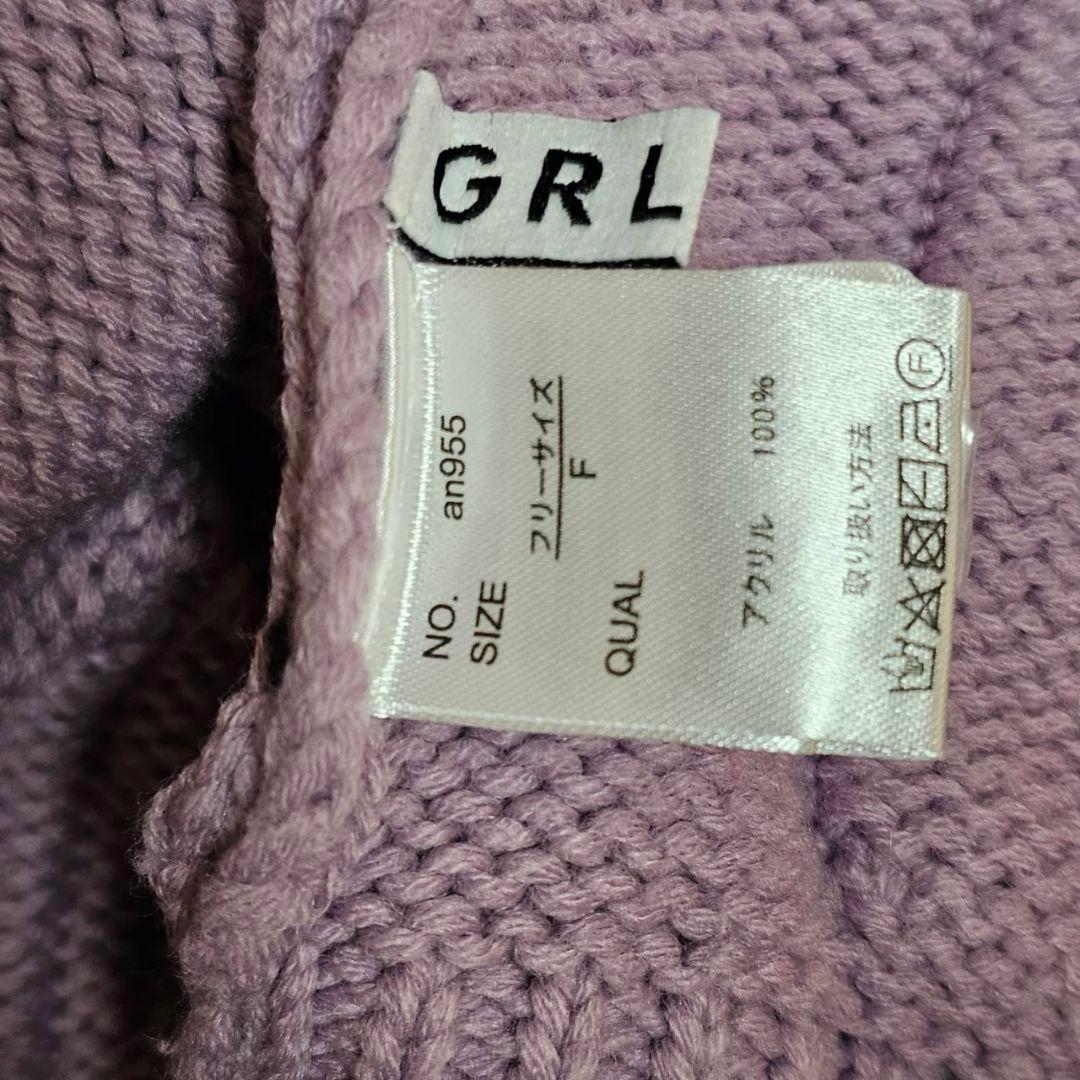 GRL
NO. an955
SIZE
フリーサイズ
F
QUAL
アクリル 100%
取り扱い方法
F